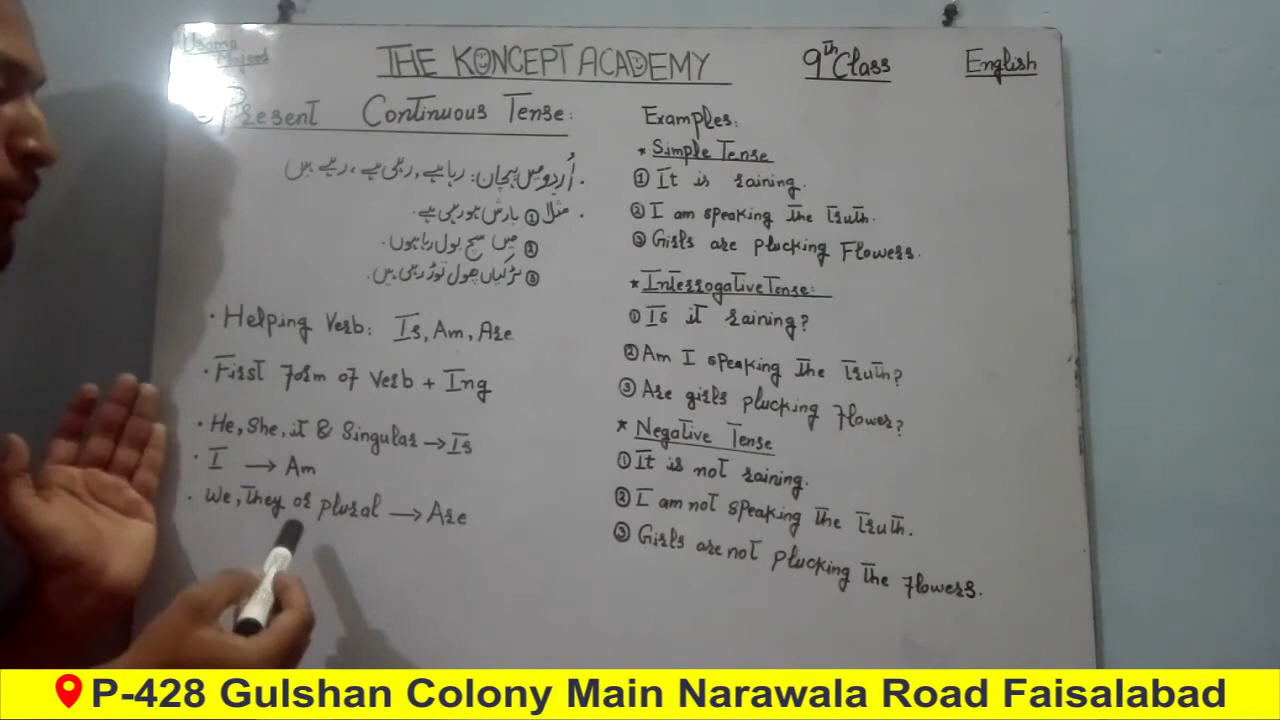 Usama
THE KONCEPT ACADEMY
9th Class
English
Present Continuous Tense:
. اُردو میں پہچان: رہا ہے, رہی ہے, رہے ہیں
. مثلا ① بارش ہو رہی ہے.
② میں سچ بول رہا ہوں.
③ لڑکیاں پھول توڑ رہی ہیں.
· Helping Verb: Is, Am, Are
· First form of Verb + Ing
· He, She, it & Singular → Is
· I → Am
· We, They or plural → Are
Examples:
* Simple Tense
① It is raining.
② I am speaking the truth.
③ Girls are plucking Flowers.
* Interrogative Tense:
① Is it raining?
② Am I speaking the truth?
③ Are girls plucking flower?
* Negative Tense
① It is not raining.
② I am not speaking the truth.
③ Girls are not plucking the flowers.
P-428 Gulshan Colony Main Narawala Road Faisalabad